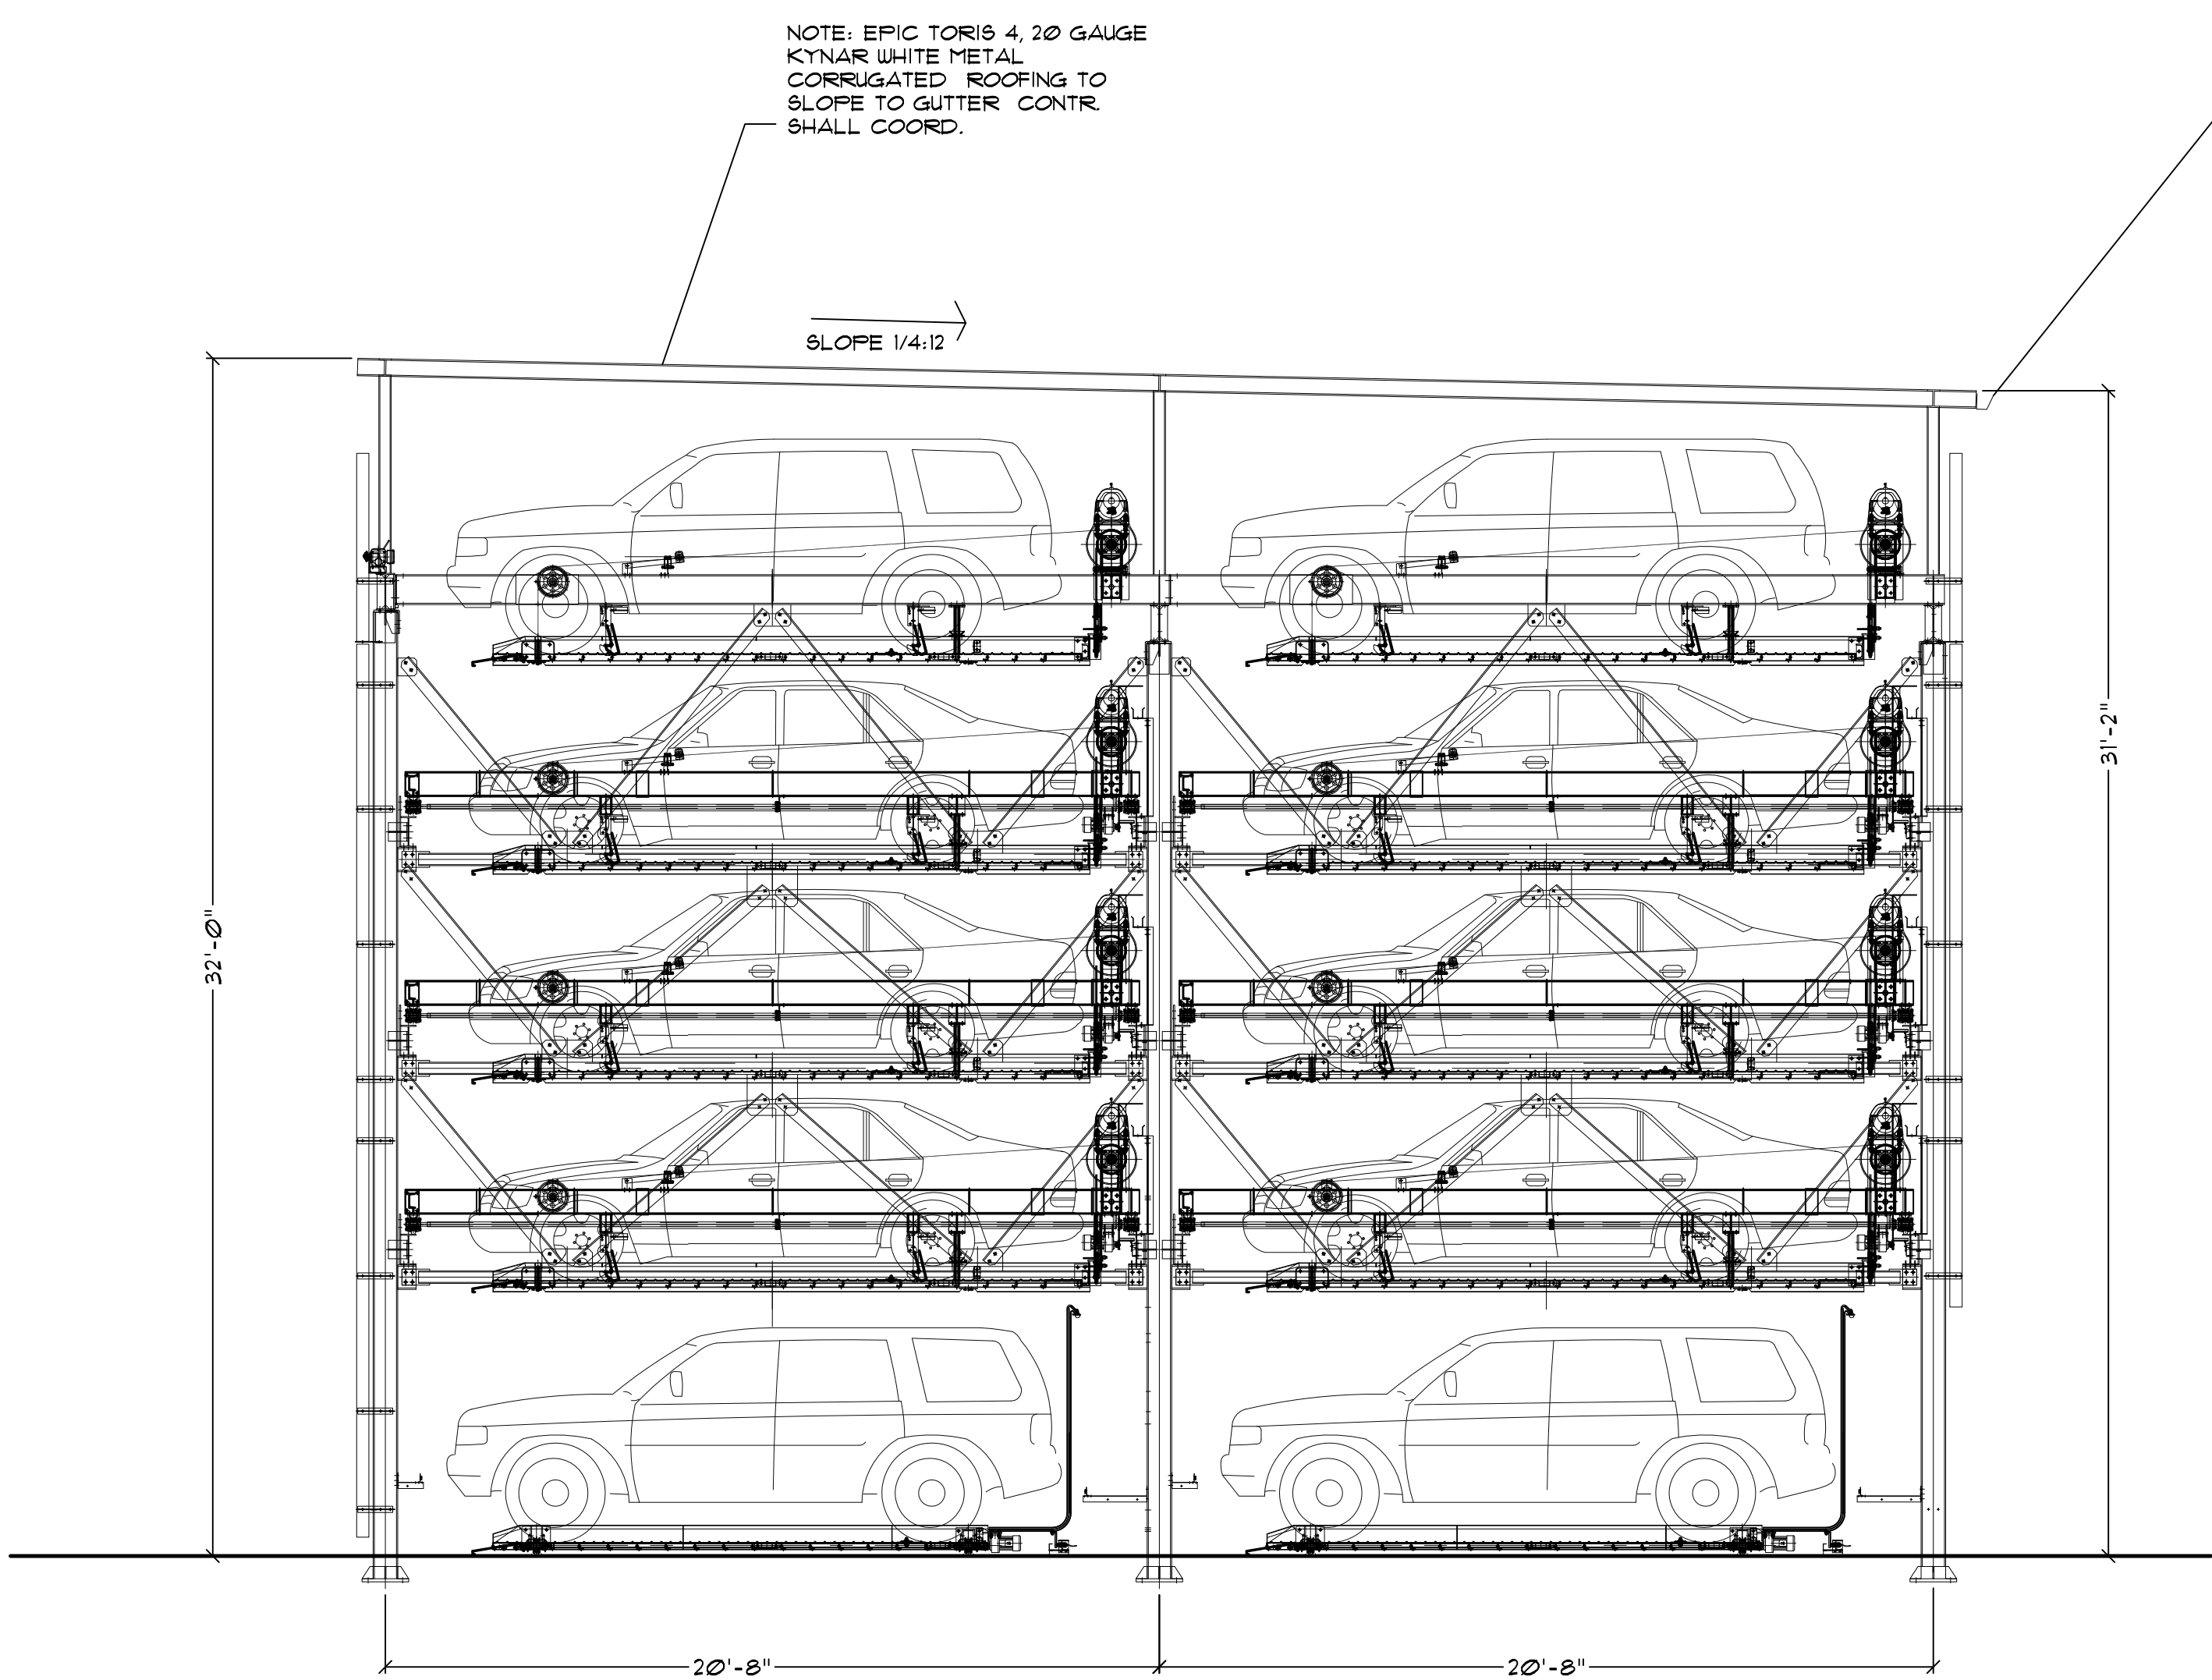 NOTE: EPIC TORIS 4, 20 GAUGE
KYNAR WHITE METAL
CORRUGATED ROOFING TO
SLOPE TO GUTTER CONTR.
SHALL COORD.
SLOPE 1/4:12
32'-0"
31'-2"
20'-8"
20'-8"